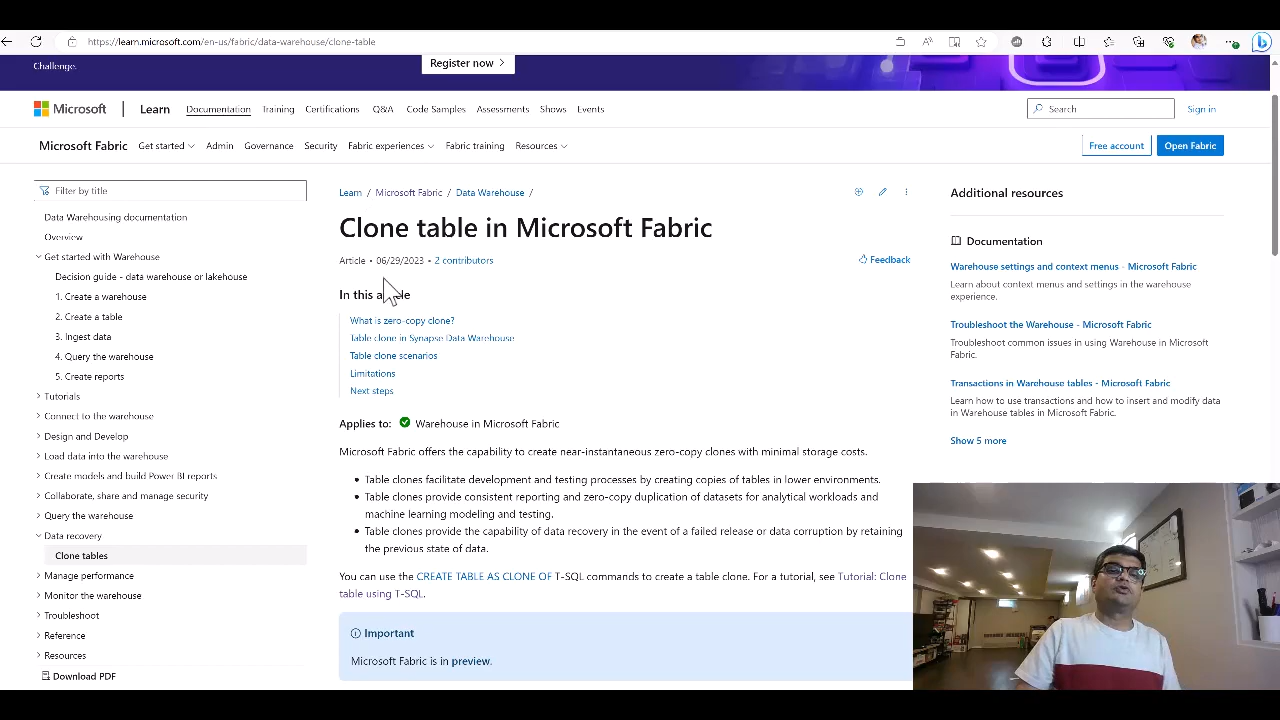 https://learn.microsoft.com/en-us/fabric/data-warehouse/clone-table
Challenge.
Register now
Microsoft
Learn
Documentation
Training
Certifications
Q&A
Code Samples
Assessments
Shows
Events
Search
Sign in
Microsoft Fabric
Get started
Admin
Governance
Security
Fabric experiences
Fabric training
Resources
Free account
Open Fabric
Filter by title
Data Warehousing documentation
Overview
Get started with Warehouse
Decision guide - data warehouse or lakehouse
1. Create a warehouse
2. Create a table
3. Ingest data
4. Query the warehouse
5. Create reports
Tutorials
Connect to the warehouse
Design and Develop
Load data into the warehouse
Create models and build Power BI reports
Collaborate, share and manage security
Query the warehouse
Data recovery
Clone tables
Manage performance
Monitor the warehouse
Troubleshoot
Reference
Resources
Download PDF
Learn / Microsoft Fabric / Data Warehouse /
Clone table in Microsoft Fabric
Article • 06/29/2023 • 2 contributors
Feedback
In this article
What is zero-copy clone?
Table clone in Synapse Data Warehouse
Table clone scenarios
Limitations
Next steps
Applies to: Warehouse in Microsoft Fabric
Microsoft Fabric offers the capability to create near-instantaneous zero-copy clones with minimal storage costs.
• Table clones facilitate development and testing processes by creating copies of tables in lower environments.
• Table clones provide consistent reporting and zero-copy duplication of datasets for analytical workloads and
machine learning modeling and testing.
• Table clones provide the capability of data recovery in the event of a failed release or data corruption by retaining
the previous state of data.
You can use the CREATE TABLE AS CLONE OF T-SQL commands to create a table clone. For a tutorial, see Tutorial: Clone
table using T-SQL.
Important
Microsoft Fabric is in preview.
Additional resources
Documentation
Warehouse settings and context menus - Microsoft Fabric
Learn about context menus and settings in the warehouse
experience.
Troubleshoot the Warehouse - Microsoft Fabric
Troubleshoot common issues in using Warehouse in Microsoft
Fabric.
Transactions in Warehouse tables - Microsoft Fabric
Learn how to use transactions and how to insert and modify
data in Warehouse tables in Microsoft Fabric.
Show 5 more